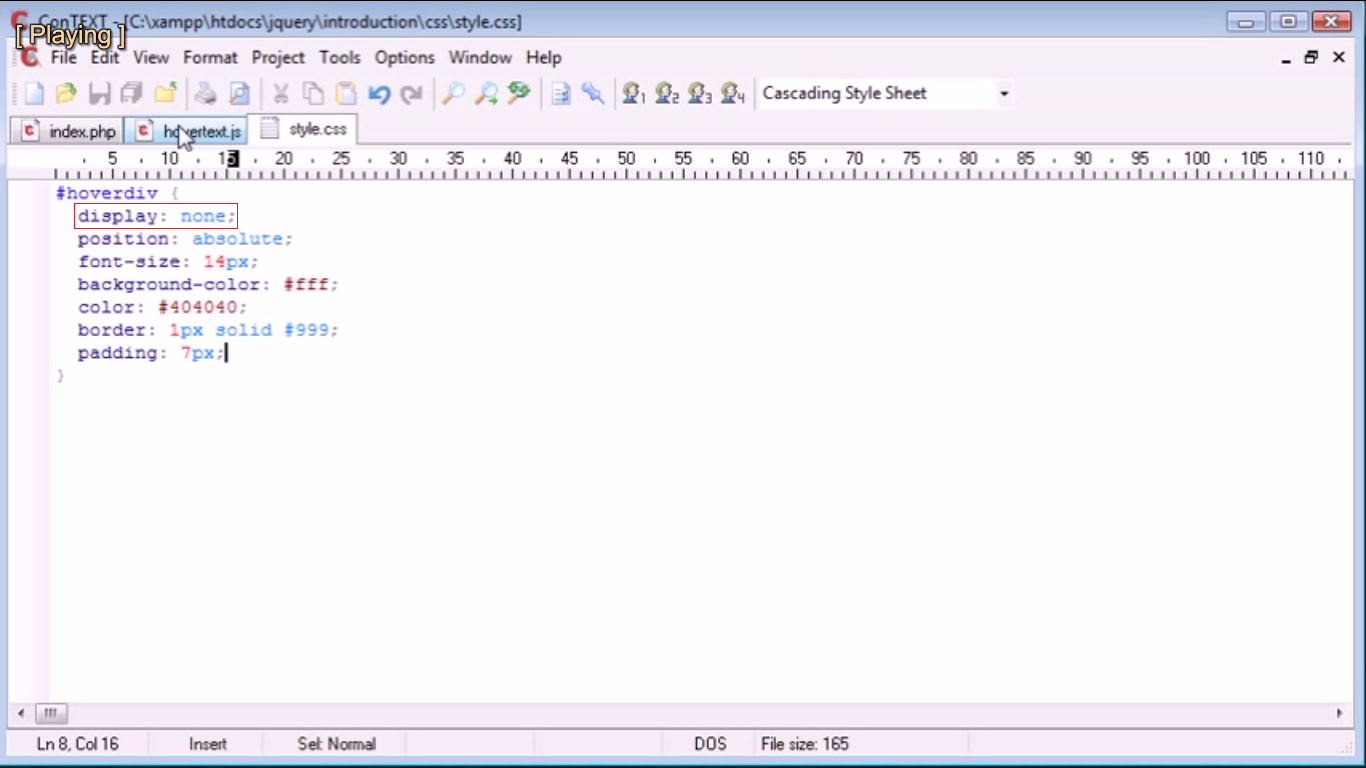 ConTEXT - [C:\xampp\htdocs\jquery\introduction\css\style.css]
[ Playing ]
File Edit View Format Project Tools Options Window Help
1 2 3 4 Cascading Style Sheet
index.php hovertext.js style.css
5 10 15 20 25 30 35 40 45 50 55 60 65 70 75 80 85 90 95 100 105 110
#hoverdiv {
display: none;
position: absolute;
font-size: 14px;
background-color: #fff;
color: #404040;
border: 1px solid #999;
padding: 7px;
}
Ln 8, Col 16 Insert Sel: Normal DOS File size: 165